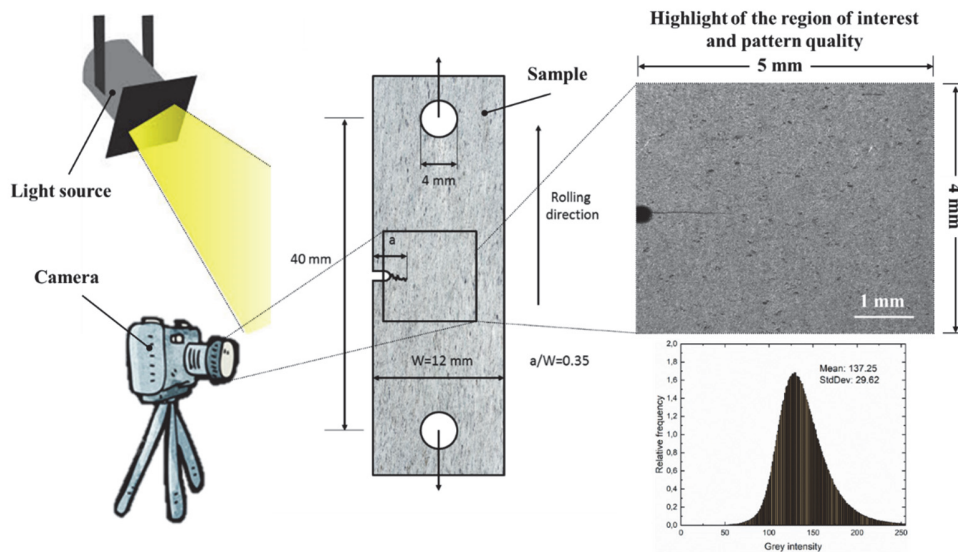 Highlight of the region of interest
and pattern quality
5 mm
Sample
4 mm
Light source
Rolling
direction
4 mm
a
40 mm
Camera
1 mm
W=12 mm
a/W=0.35
2,0
1,8
1,6
1,4
1,2
1,0
0,8
0,6
0,4
0,2
0,0
Relative frequency
Mean: 137.25
StdDev: 29.62
0
50
100
150
200
250
Grey intensity